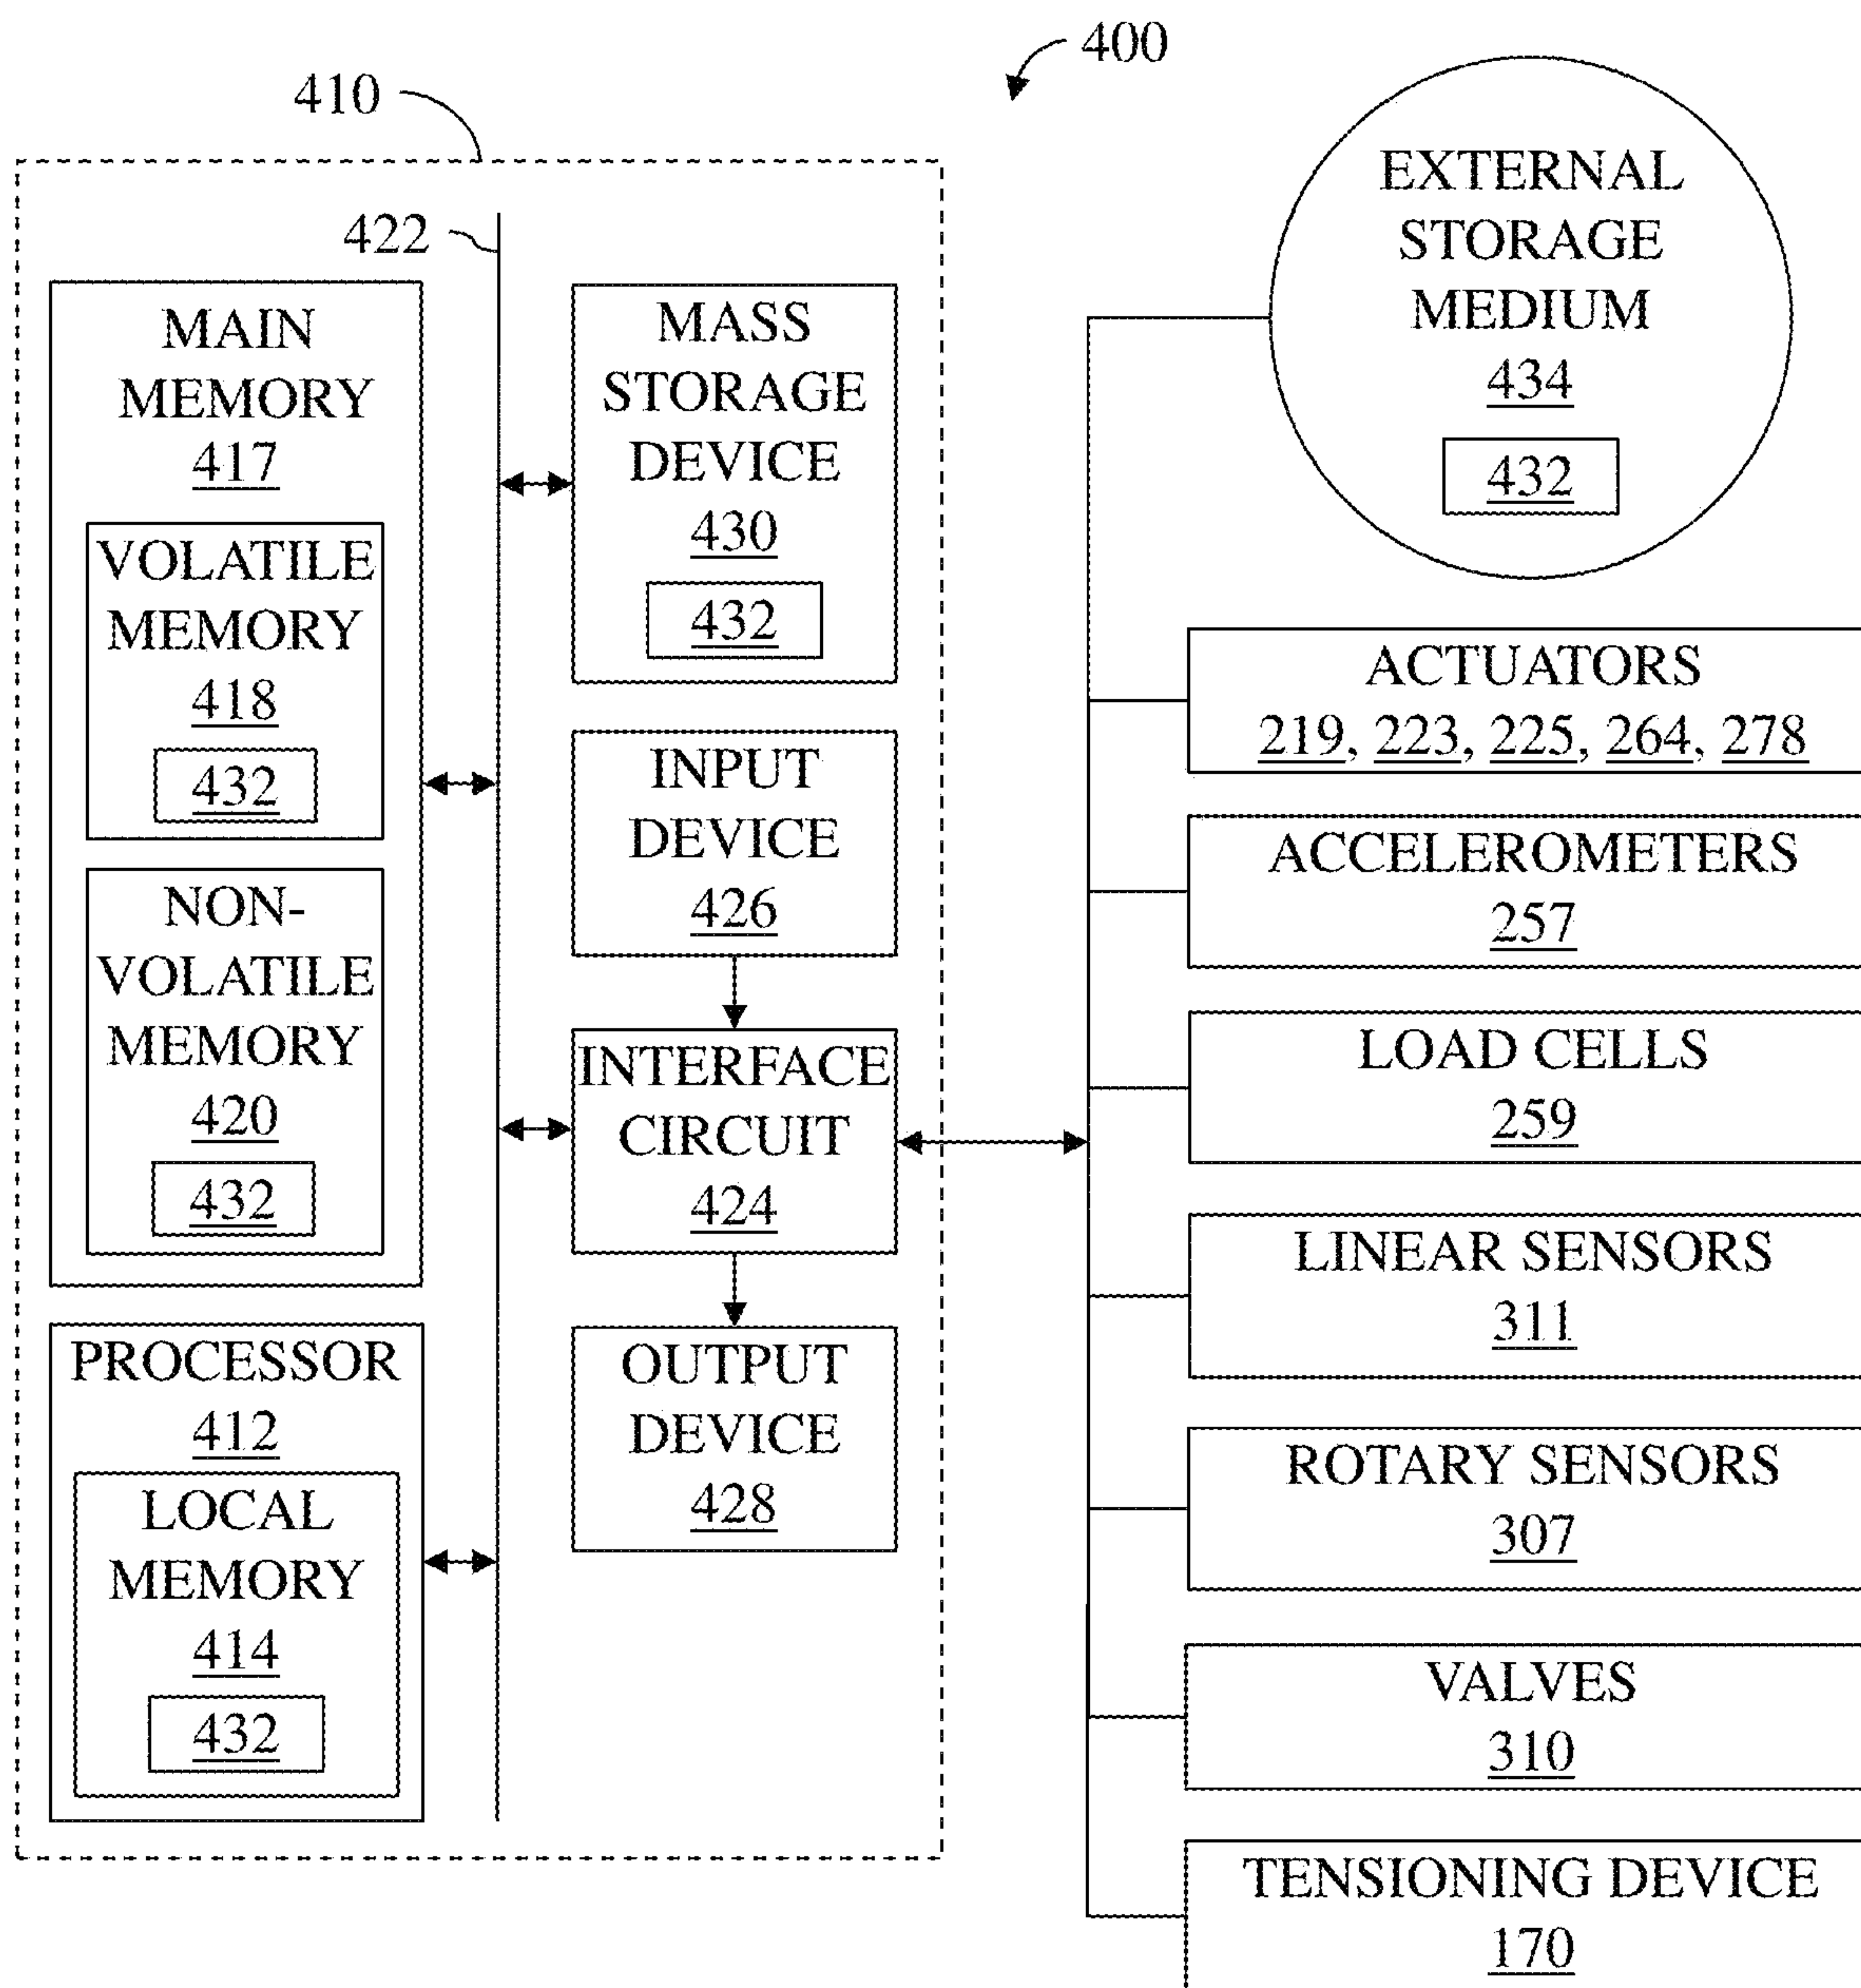 400
410
422
MAIN
MEMORY
417
VOLATILE
MEMORY
418
432
NON-
VOLATILE
MEMORY
420
432
PROCESSOR
412
LOCAL
MEMORY
414
432
MASS
STORAGE
DEVICE
430
432
INPUT
DEVICE
426
INTERFACE
CIRCUIT
424
OUTPUT
DEVICE
428
EXTERNAL
STORAGE
MEDIUM
434
432
ACTUATORS
219, 223, 225, 264, 278
ACCELEROMETERS
257
LOAD CELLS
259
LINEAR SENSORS
311
ROTARY SENSORS
307
VALVES
310
TENSIONING DEVICE
170